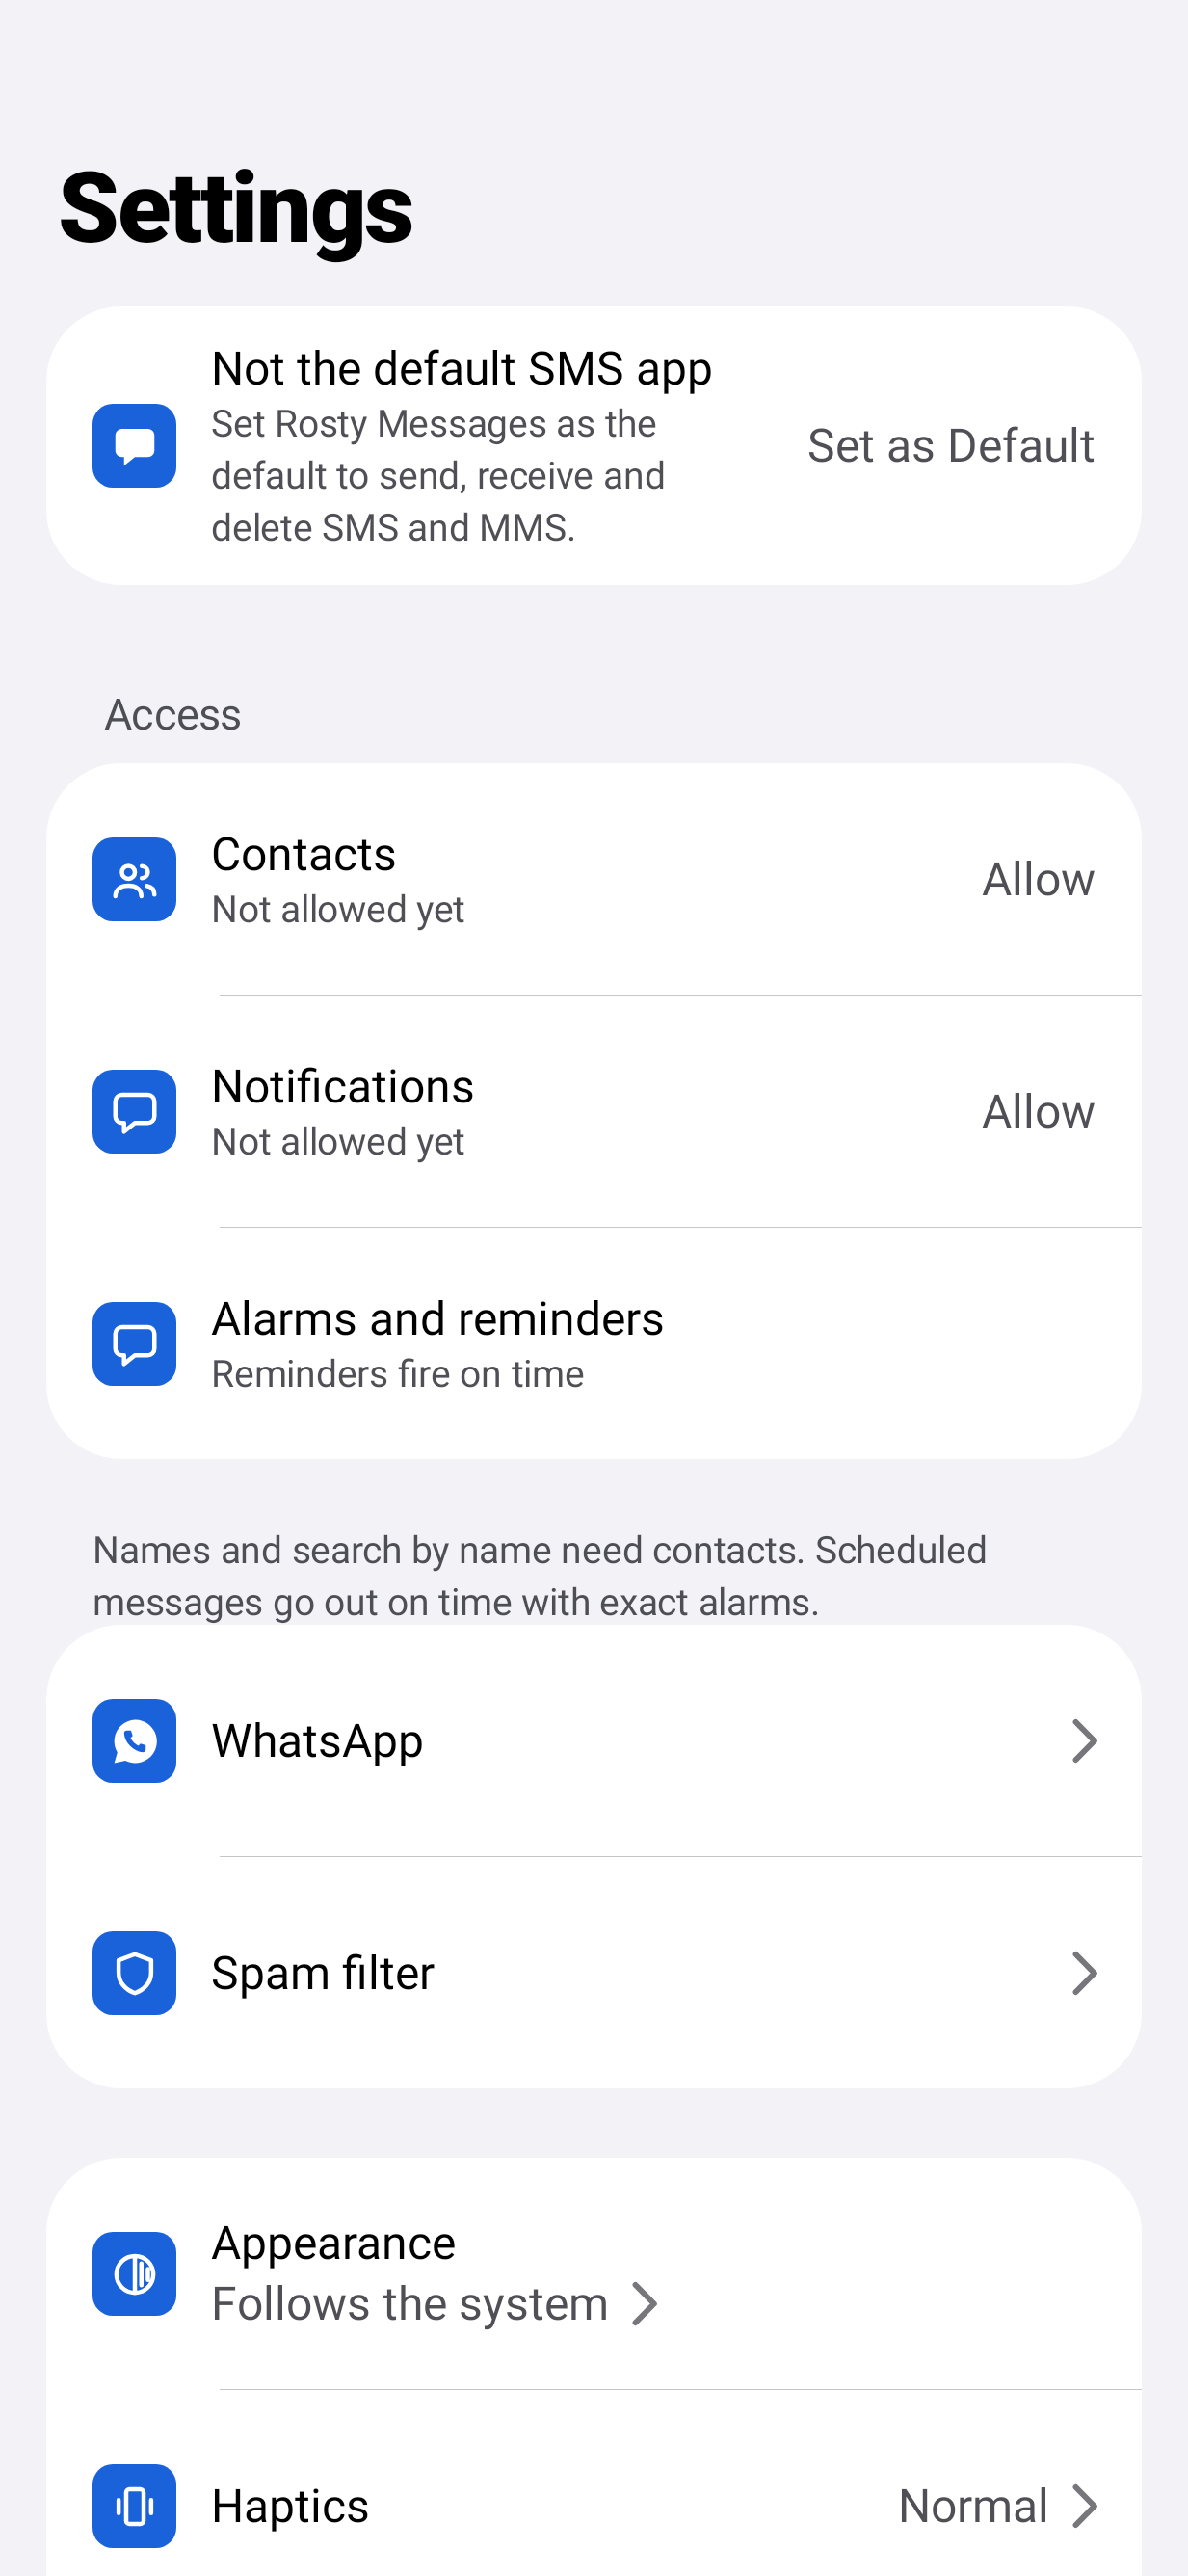 Settings
Not the default SMS app
Set Rosty Messages as the
default to send, receive and
delete SMS and MMS.
Set as Default
Access
Contacts
Not allowed yet
Allow
Notifications
Not allowed yet
Allow
Alarms and reminders
Reminders fire on time
Names and search by name need contacts. Scheduled
messages go out on time with exact alarms.
WhatsApp
Spam filter
Appearance
Follows the system
Haptics
Normal